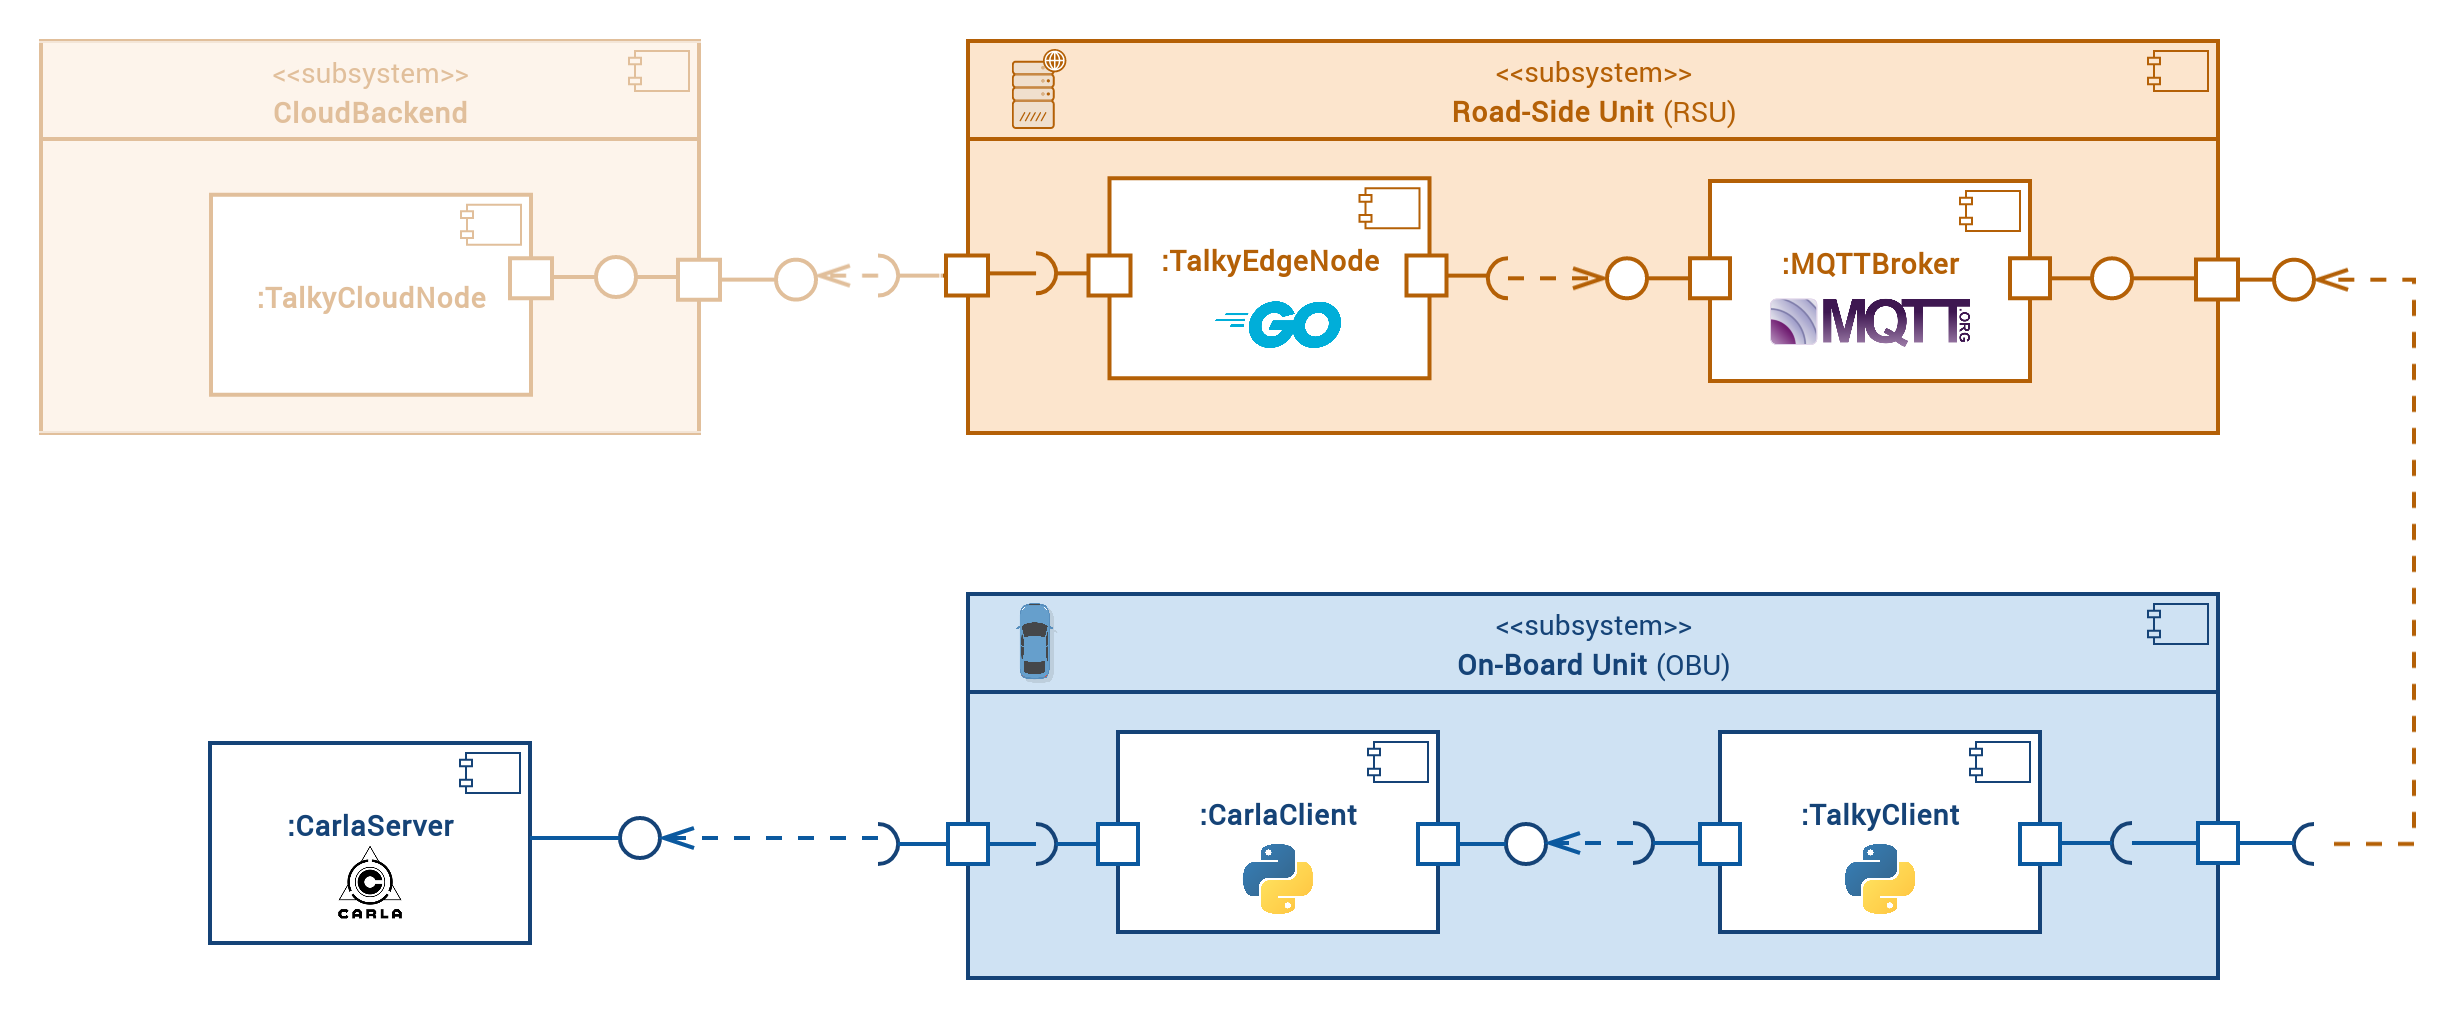 <<subsystem>>
CloudBackend
:TalkyCloudNode
<<subsystem>>
Road-Side Unit (RSU)
:TalkyEdgeNode
GO
:MQTTBroker
MQTT.ORG
<<subsystem>>
On-Board Unit (OBU)
:CarlaServer
C
CARLA
:CarlaClient
:TalkyClient